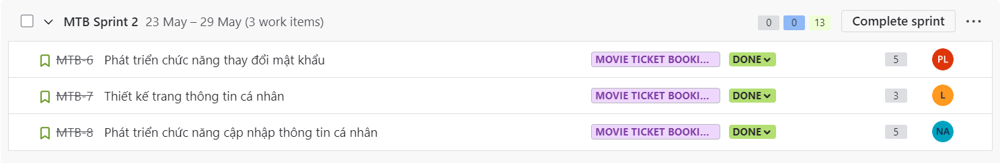 MTB Sprint 2 23 May – 29 May (3 work items) 0 0 13 Complete sprint
MTB-6 Phát triển chức năng thay đổi mật khẩu MOVIE TICKET BOOKI... DONE 5 PL
MTB-7 Thiết kế trang thông tin cá nhân MOVIE TICKET BOOKI... DONE 3 L
MTB-8 Phát triển chức năng cập nhập thông tin cá nhân MOVIE TICKET BOOKI... DONE 5 NA